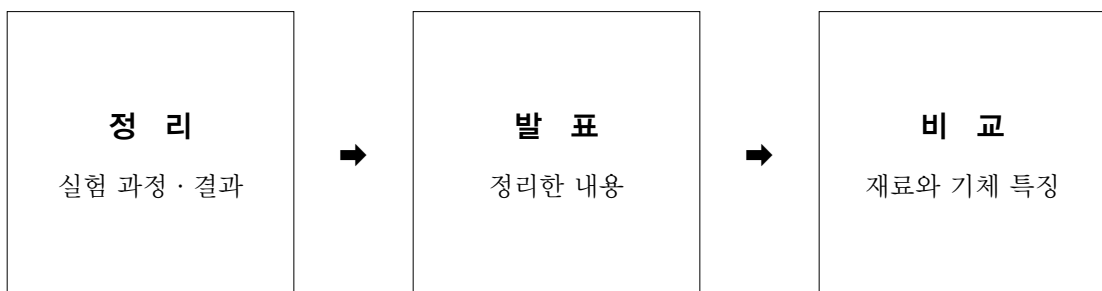 정 리
실험 과정 · 결과
발 표
정리한 내용
비 교
재료와 기체 특징